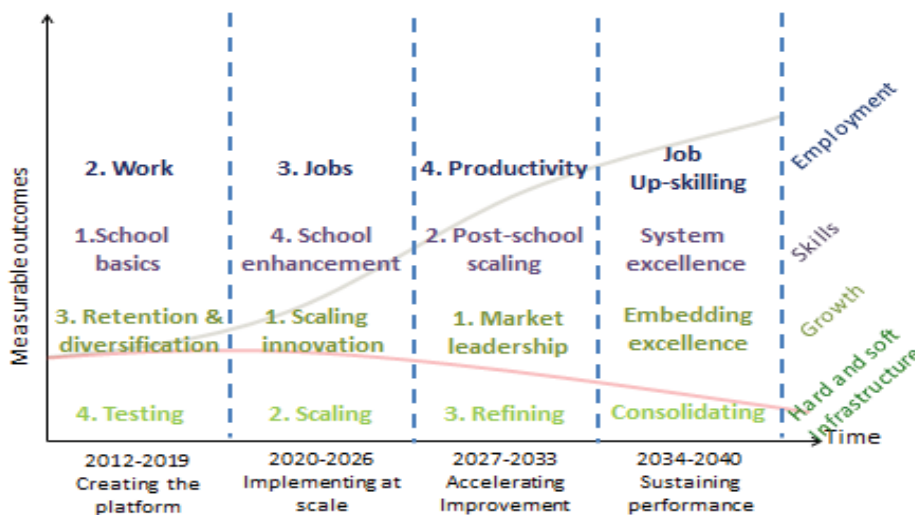 Measurable outcomes
2. Work
3. Jobs
4. Productivity
Job
Up-skilling
Employment
1.School
basics
4. School
enhancement
2. Post-school
scaling
System
excellence
Skills
3. Retention &
diversification
1. Scaling
innovation
1. Market
leadership
Embedding
excellence
Growth
4. Testing
2. Scaling
3. Refining
Consolidating
Hard and soft
Infrastructure
Time
2012-2019
Creating the
platform
2020-2026
Implementing at
scale
2027-2033
Accelerating
Improvement
2034-2040
Sustaining
performance